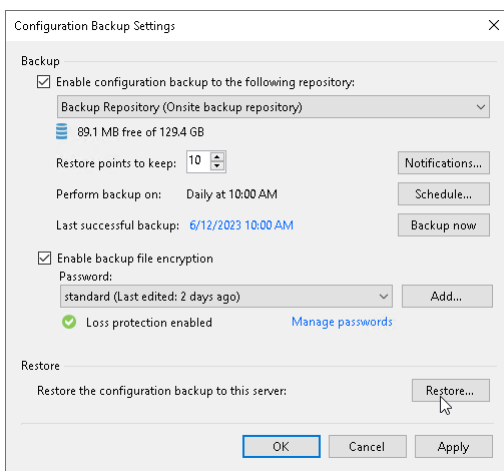 Configuration Backup Settings
Backup
Enable configuration backup to the following repository:
Backup Repository (Onsite backup repository)
89.1 MB free of 129.4 GB
Restore points to keep: 10 Notifications...
Perform backup on: Daily at 10:00 AM Schedule...
Last successful backup: 6/12/2023 10:00 AM Backup now
Enable backup file encryption
Password:
standard (Last edited: 2 days ago) Add...
Loss protection enabled Manage passwords
Restore
Restore the configuration backup to this server: Restore...
OK Cancel Apply